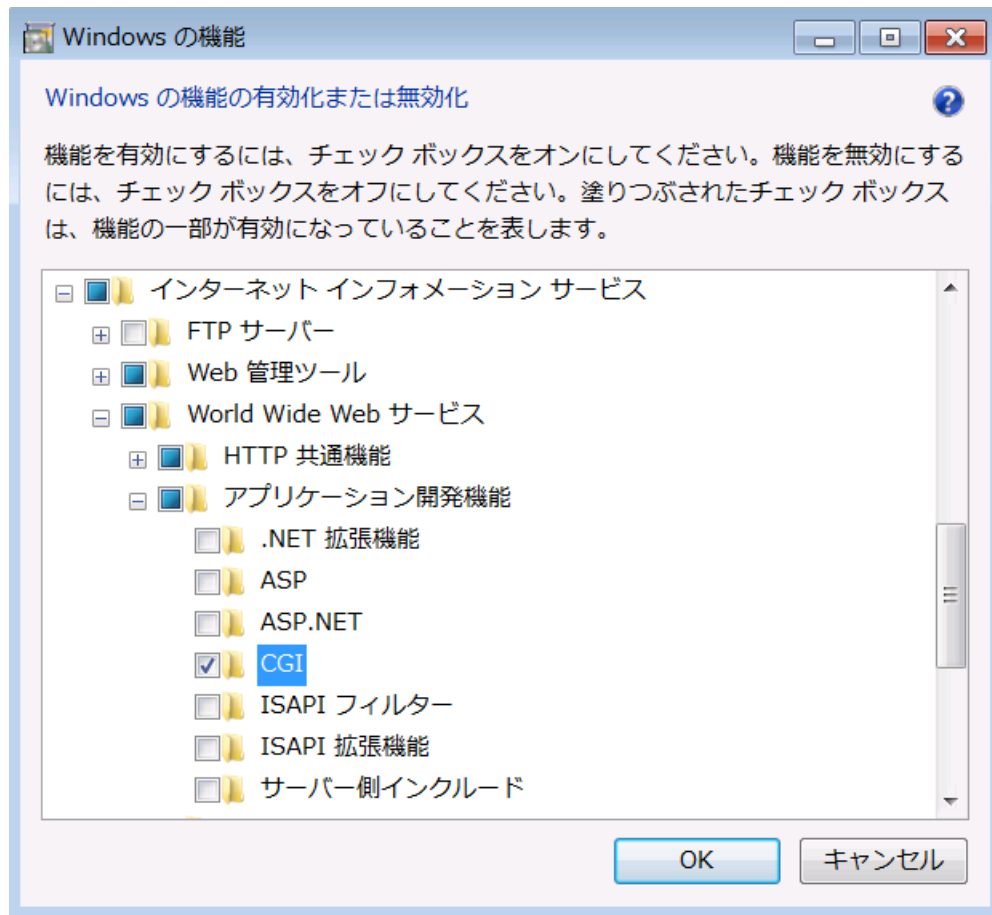 Windows の機能
Windows の機能の有効化または無効化
機能を有効にするには、チェック ボックスをオンにしてください。機能を無効にする
には、チェック ボックスをオフにしてください。塗りつぶされたチェック ボックス
は、機能の一部が有効になっていることを表します。
インターネット インフォメーション サービス
FTP サーバー
Web 管理ツール
World Wide Web サービス
HTTP 共通機能
アプリケーション開発機能
.NET 拡張機能
ASP
ASP.NET
CGI
ISAPI フィルター
ISAPI 拡張機能
サーバー側インクルード
OK
キャンセル